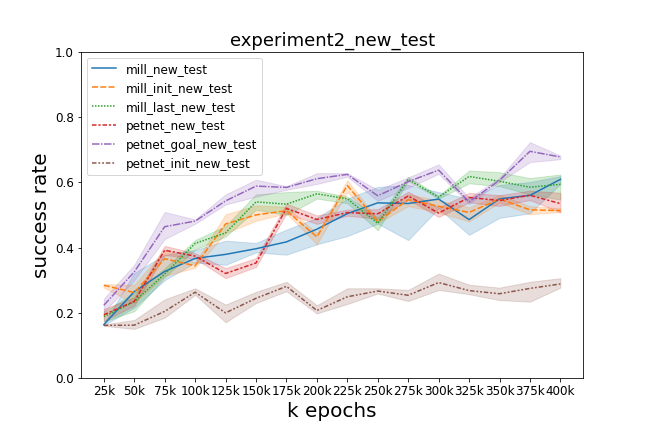 experiment2_new_test
mill_new_test
mill_init_new_test
mill_last_new_test
petnet_new_test
petnet_goal_new_test
petnet_init_new_test
success rate
1.0
0.8
0.6
0.4
0.2
0.0
25k 50k 75k 100k 125k 150k 175k 200k 225k 250k 275k 300k 325k 350k 375k 400k
k epochs